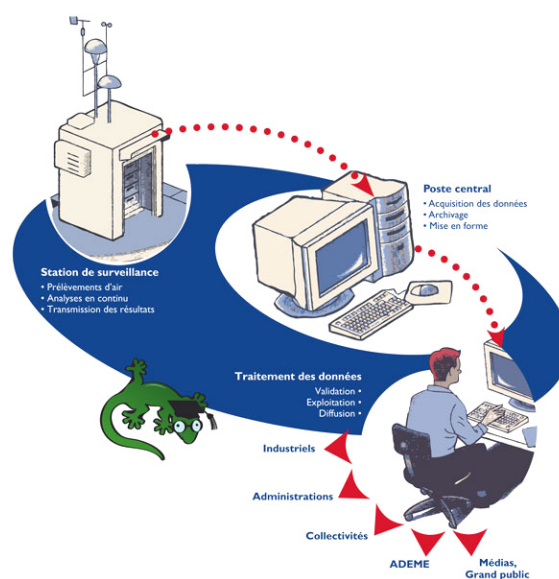 Poste central
• Acquisition des données
• Archivage
• Mise en forme
Station de surveillance
• Prélèvements d'air
• Analyses en continu
• Transmission des résultats
Traitement des données
Validation •
Exploitation •
Diffusion •
Industriels
Administrations
Collectivités
ADEME
Médias,
Grand public